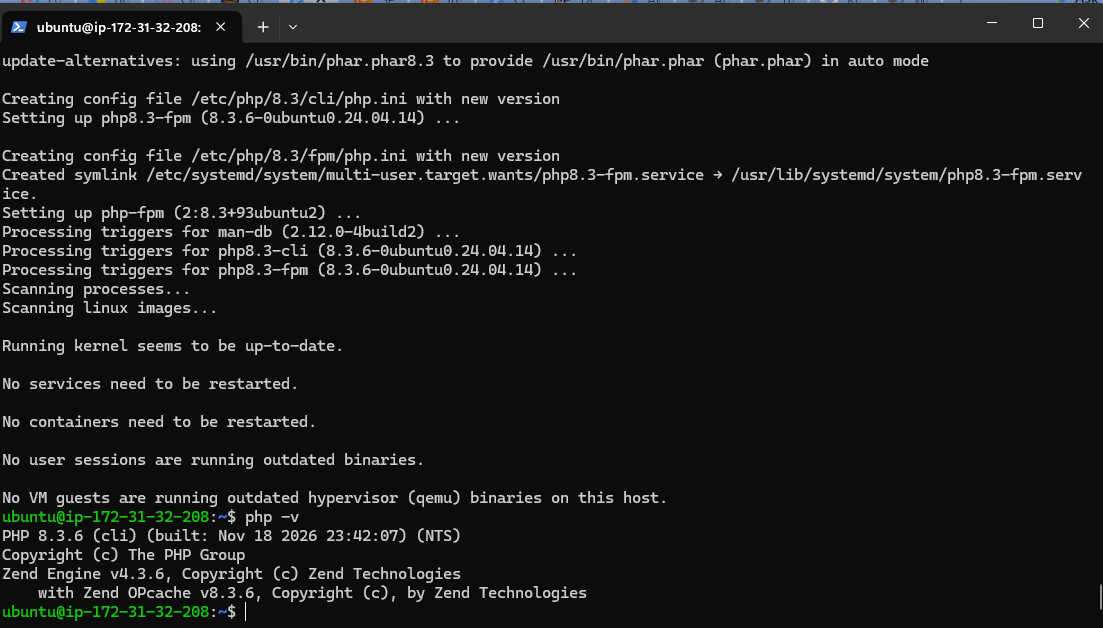 ubuntu@ip-172-31-32-208:
update-alternatives: using /usr/bin/phar.phar8.3 to provide /usr/bin/phar.phar (phar.phar) in auto mode
Creating config file /etc/php/8.3/cli/php.ini with new version
Setting up php8.3-fpm (8.3.6-0ubuntu0.24.04.14) ...
Creating config file /etc/php/8.3/fpm/php.ini with new version
Created symlink /etc/systemd/system/multi-user.target.wants/php8.3-fpm.service → /usr/lib/systemd/system/php8.3-fpm.serv
ice.
Setting up php-fpm (2:8.3+93ubuntu2) ...
Processing triggers for man-db (2.12.0-4build2) ...
Processing triggers for php8.3-cli (8.3.6-0ubuntu0.24.04.14) ...
Processing triggers for php8.3-fpm (8.3.6-0ubuntu0.24.04.14) ...
Scanning processes...
Scanning linux images...
Running kernel seems to be up-to-date.
No services need to be restarted.
No containers need to be restarted.
No user sessions are running outdated binaries.
No VM guests are running outdated hypervisor (qemu) binaries on this host.
ubuntu@ip-172-31-32-208:~$ php -v
PHP 8.3.6 (cli) (built: Nov 18 2026 23:42:07) (NTS)
Copyright (c) The PHP Group
Zend Engine v4.3.6, Copyright (c) Zend Technologies
    with Zend OPcache v8.3.6, Copyright (c), by Zend Technologies
ubuntu@ip-172-31-32-208:~$